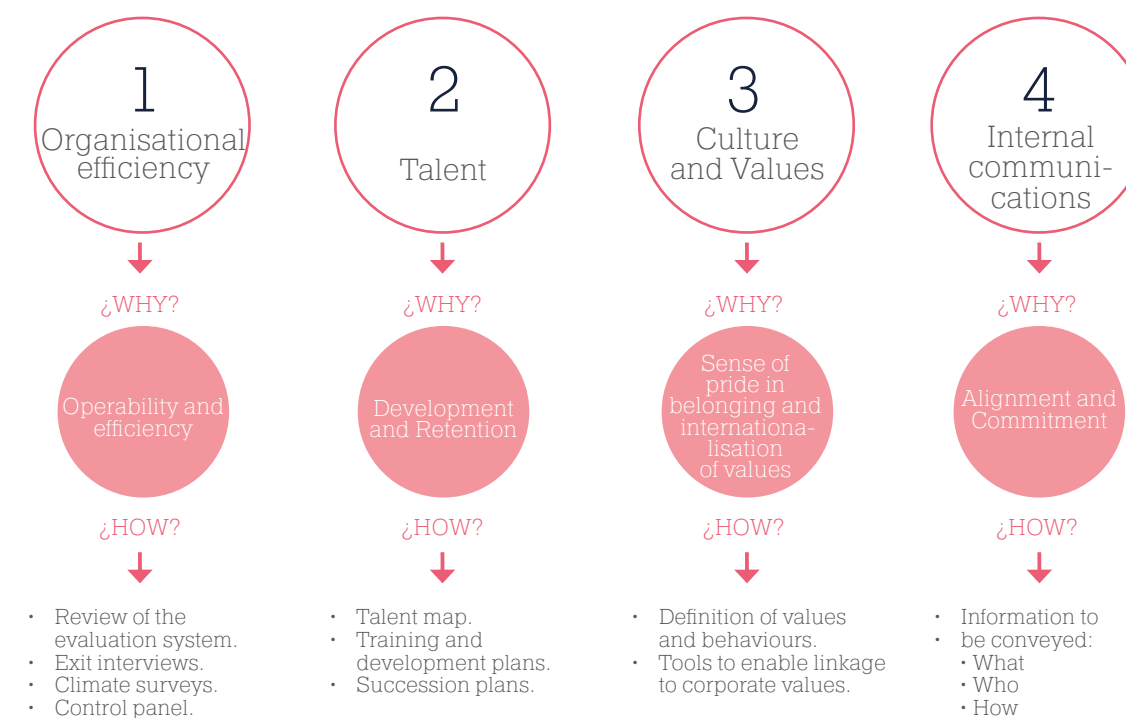 1
Organisational
efficiency
¿WHY?
Operability and
efficiency
¿HOW?
· Review of the
evaluation system.
· Exit interviews.
· Climate surveys.
· Control panel.
2
Talent
¿WHY?
Development
and Retention
¿HOW?
· Talent map.
· Training and
development plans.
· Succession plans.
3
Culture
and Values
¿WHY?
Sense of
pride in
belonging and
internationa-
lisation
of values
¿HOW?
· Definition of values
and behaviours.
· Tools to enable linkage
to corporate values.
4
Internal
communi-
cations
¿WHY?
Alignment and
Commitment
¿HOW?
· Information to
· be conveyed:
· What
· Who
· How